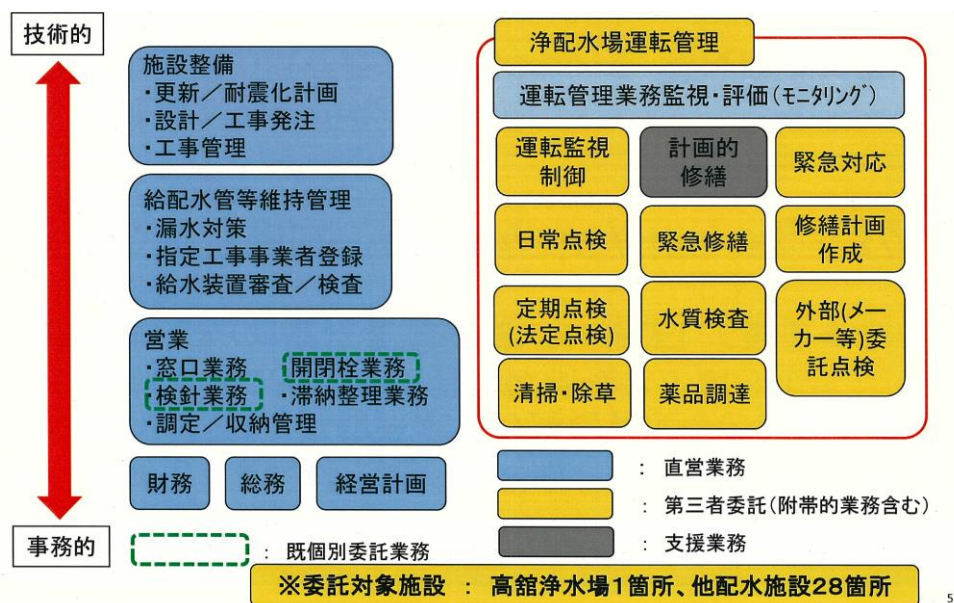 技術的
施設整備
・更新／耐震化計画
・設計／工事発注
・工事管理
給配水管等維持管理
・漏水対策
・指定工事事業者登録
・給水装置審査／検査
営業
・窓口業務 ・開閉栓業務
・検針業務 ・滞納整理業務
・調定／収納管理
財務 総務 経営計画
事務的
： 既個別委託業務
浄配水場運転管理
運転管理業務監視・評価（ﾓﾆﾀﾘﾝｸﾞ）
運転監視
制御
計画的
修繕
緊急対応
日常点検
緊急修繕
修繕計画
作成
定期点検
(法定点検)
水質検査
外部(メー
カー等)委
託点検
清掃・除草
薬品調達
： 直営業務
： 第三者委託（附帯的業務含む）
： 支援業務
※委託対象施設 ： 高舘浄水場1箇所、他配水施設28箇所
5